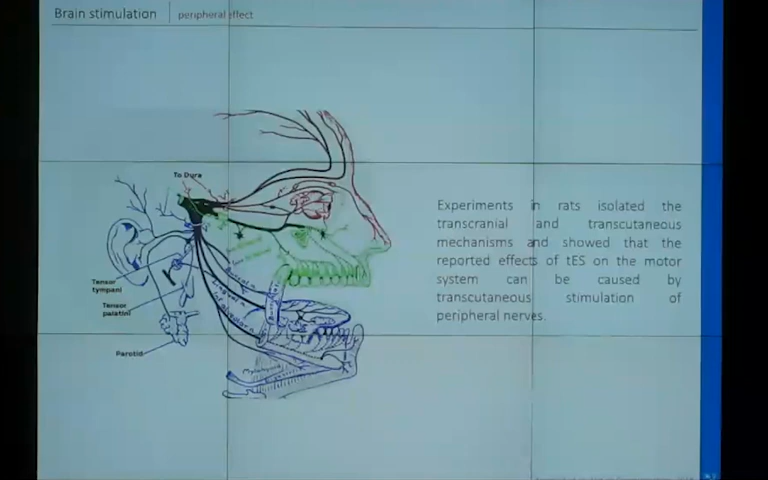 Brain stimulation
peripheral effect
To Dura
Experiments in rats isolated the
transcranial and transcutaneous
mechanisms and showed that the
reported effects of tES on the motor
system can be caused by
transcutaneous stimulation of
peripheral nerves.
Tensor
tympani
Tensor
palatini
Parotid